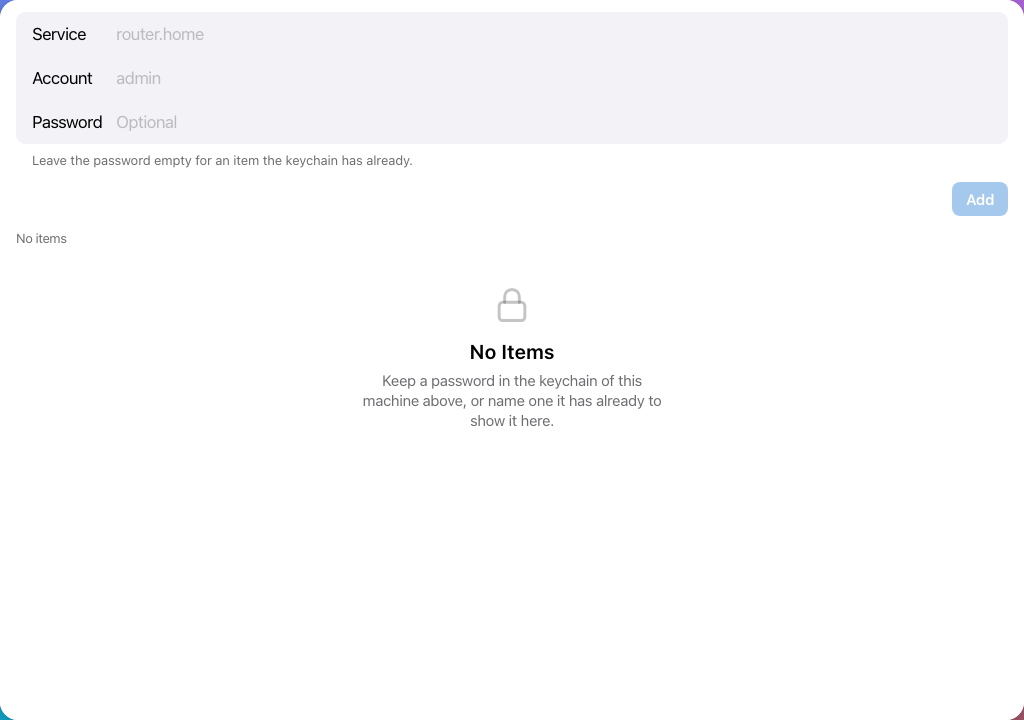 Service router.home
Account admin
Password Optional
Leave the password empty for an item the keychain has already.
Add
No items
No Items
Keep a password in the keychain of this
machine above, or name one it has already to
show it here.